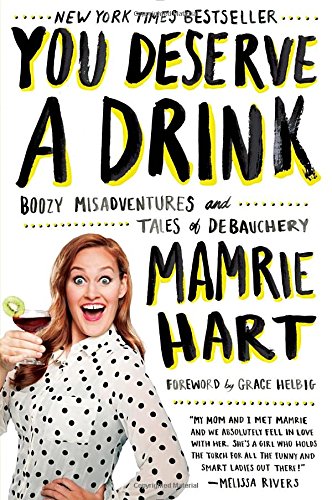 NEW YORK TIMES BESTSELLER
YOU DESERVE
A DRINK
BOOZY MISADVENTURES and
TALES of DEBAUCHERY
MAMRIE
HART
FOREWORD by GRACE HELBIG
"MY MOM AND I MET MAMRIE
AND WE ABSOLUTELY FELL IN LOVE
WITH HER. SHE'S A GIRL WHO HOLDS
THE TORCH FOR ALL THE FUNNY AND
SMART LADIES OUT THERE!"
—MELISSA RIVERS